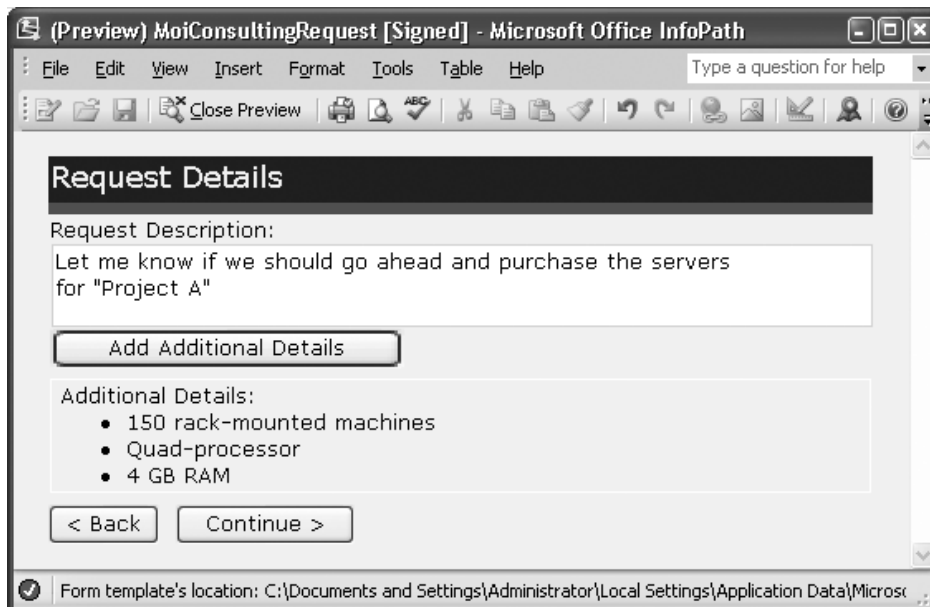 (Preview) MoiConsultingRequest [Signed] - Microsoft Office InfoPath
File Edit View Insert Format Tools Table Help Type a question for help
Close Preview ABC
Request Details
Request Description:
Let me know if we should go ahead and purchase the servers
for "Project A"
Add Additional Details
Additional Details:
• 150 rack-mounted machines
• Quad-processor
• 4 GB RAM
< Back Continue >
Form template's location: C:\Documents and Settings\Administrator\Local Settings\Application Data\Microsc